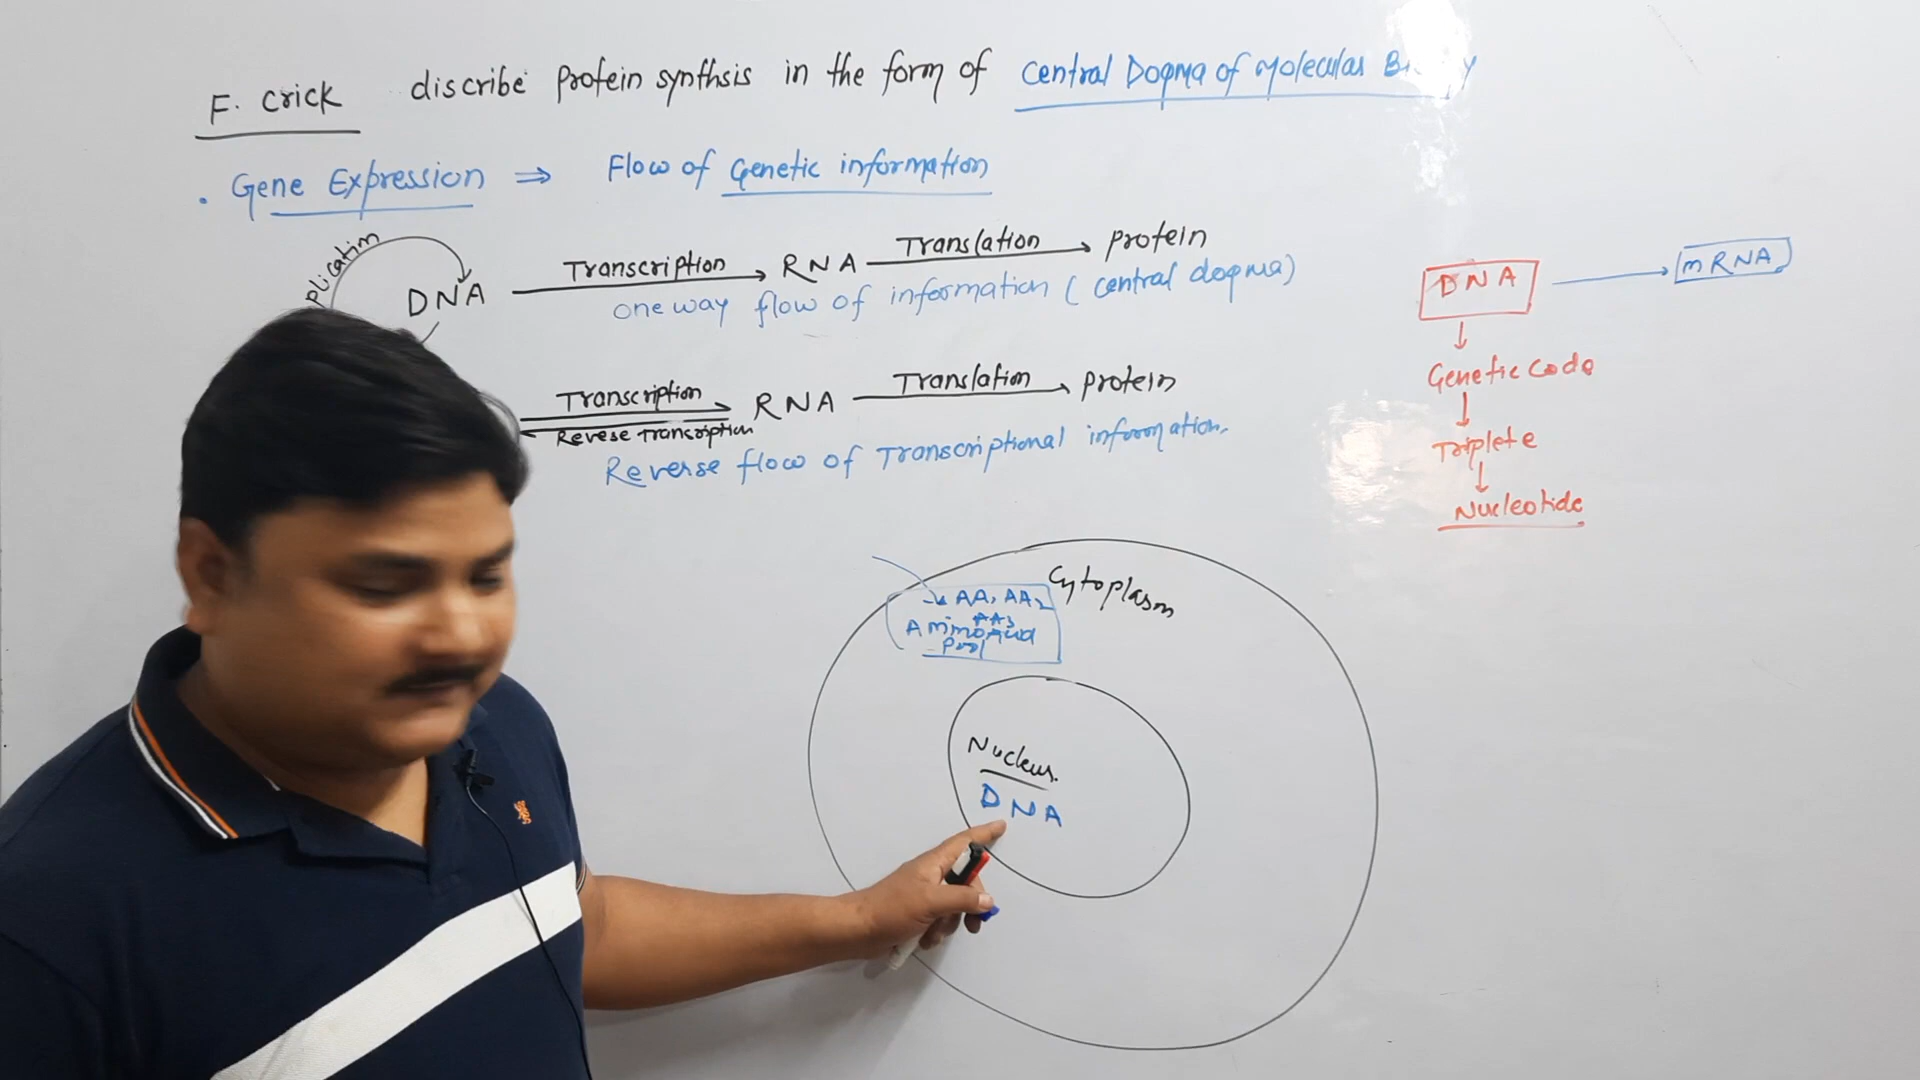 F. Crick discribe protein synthsis in the form of Central Dogma of Molecular
. Gene Expression ⇒ Flow of Genetic information
plication
DNA Transcription → RNA Translation → protein
one way flow of information ( central dogma)
Transcription RNA Translation → protein
Revese transcription
Reverse flow of Transcriptional information.
DNA → mRNA
↓
Genetic Code
↓
Triplete
↓
Nucleotide
Cytoplasm
AA, AA2
AA3
Amino Acid
Pool
Nucleus.
DNA